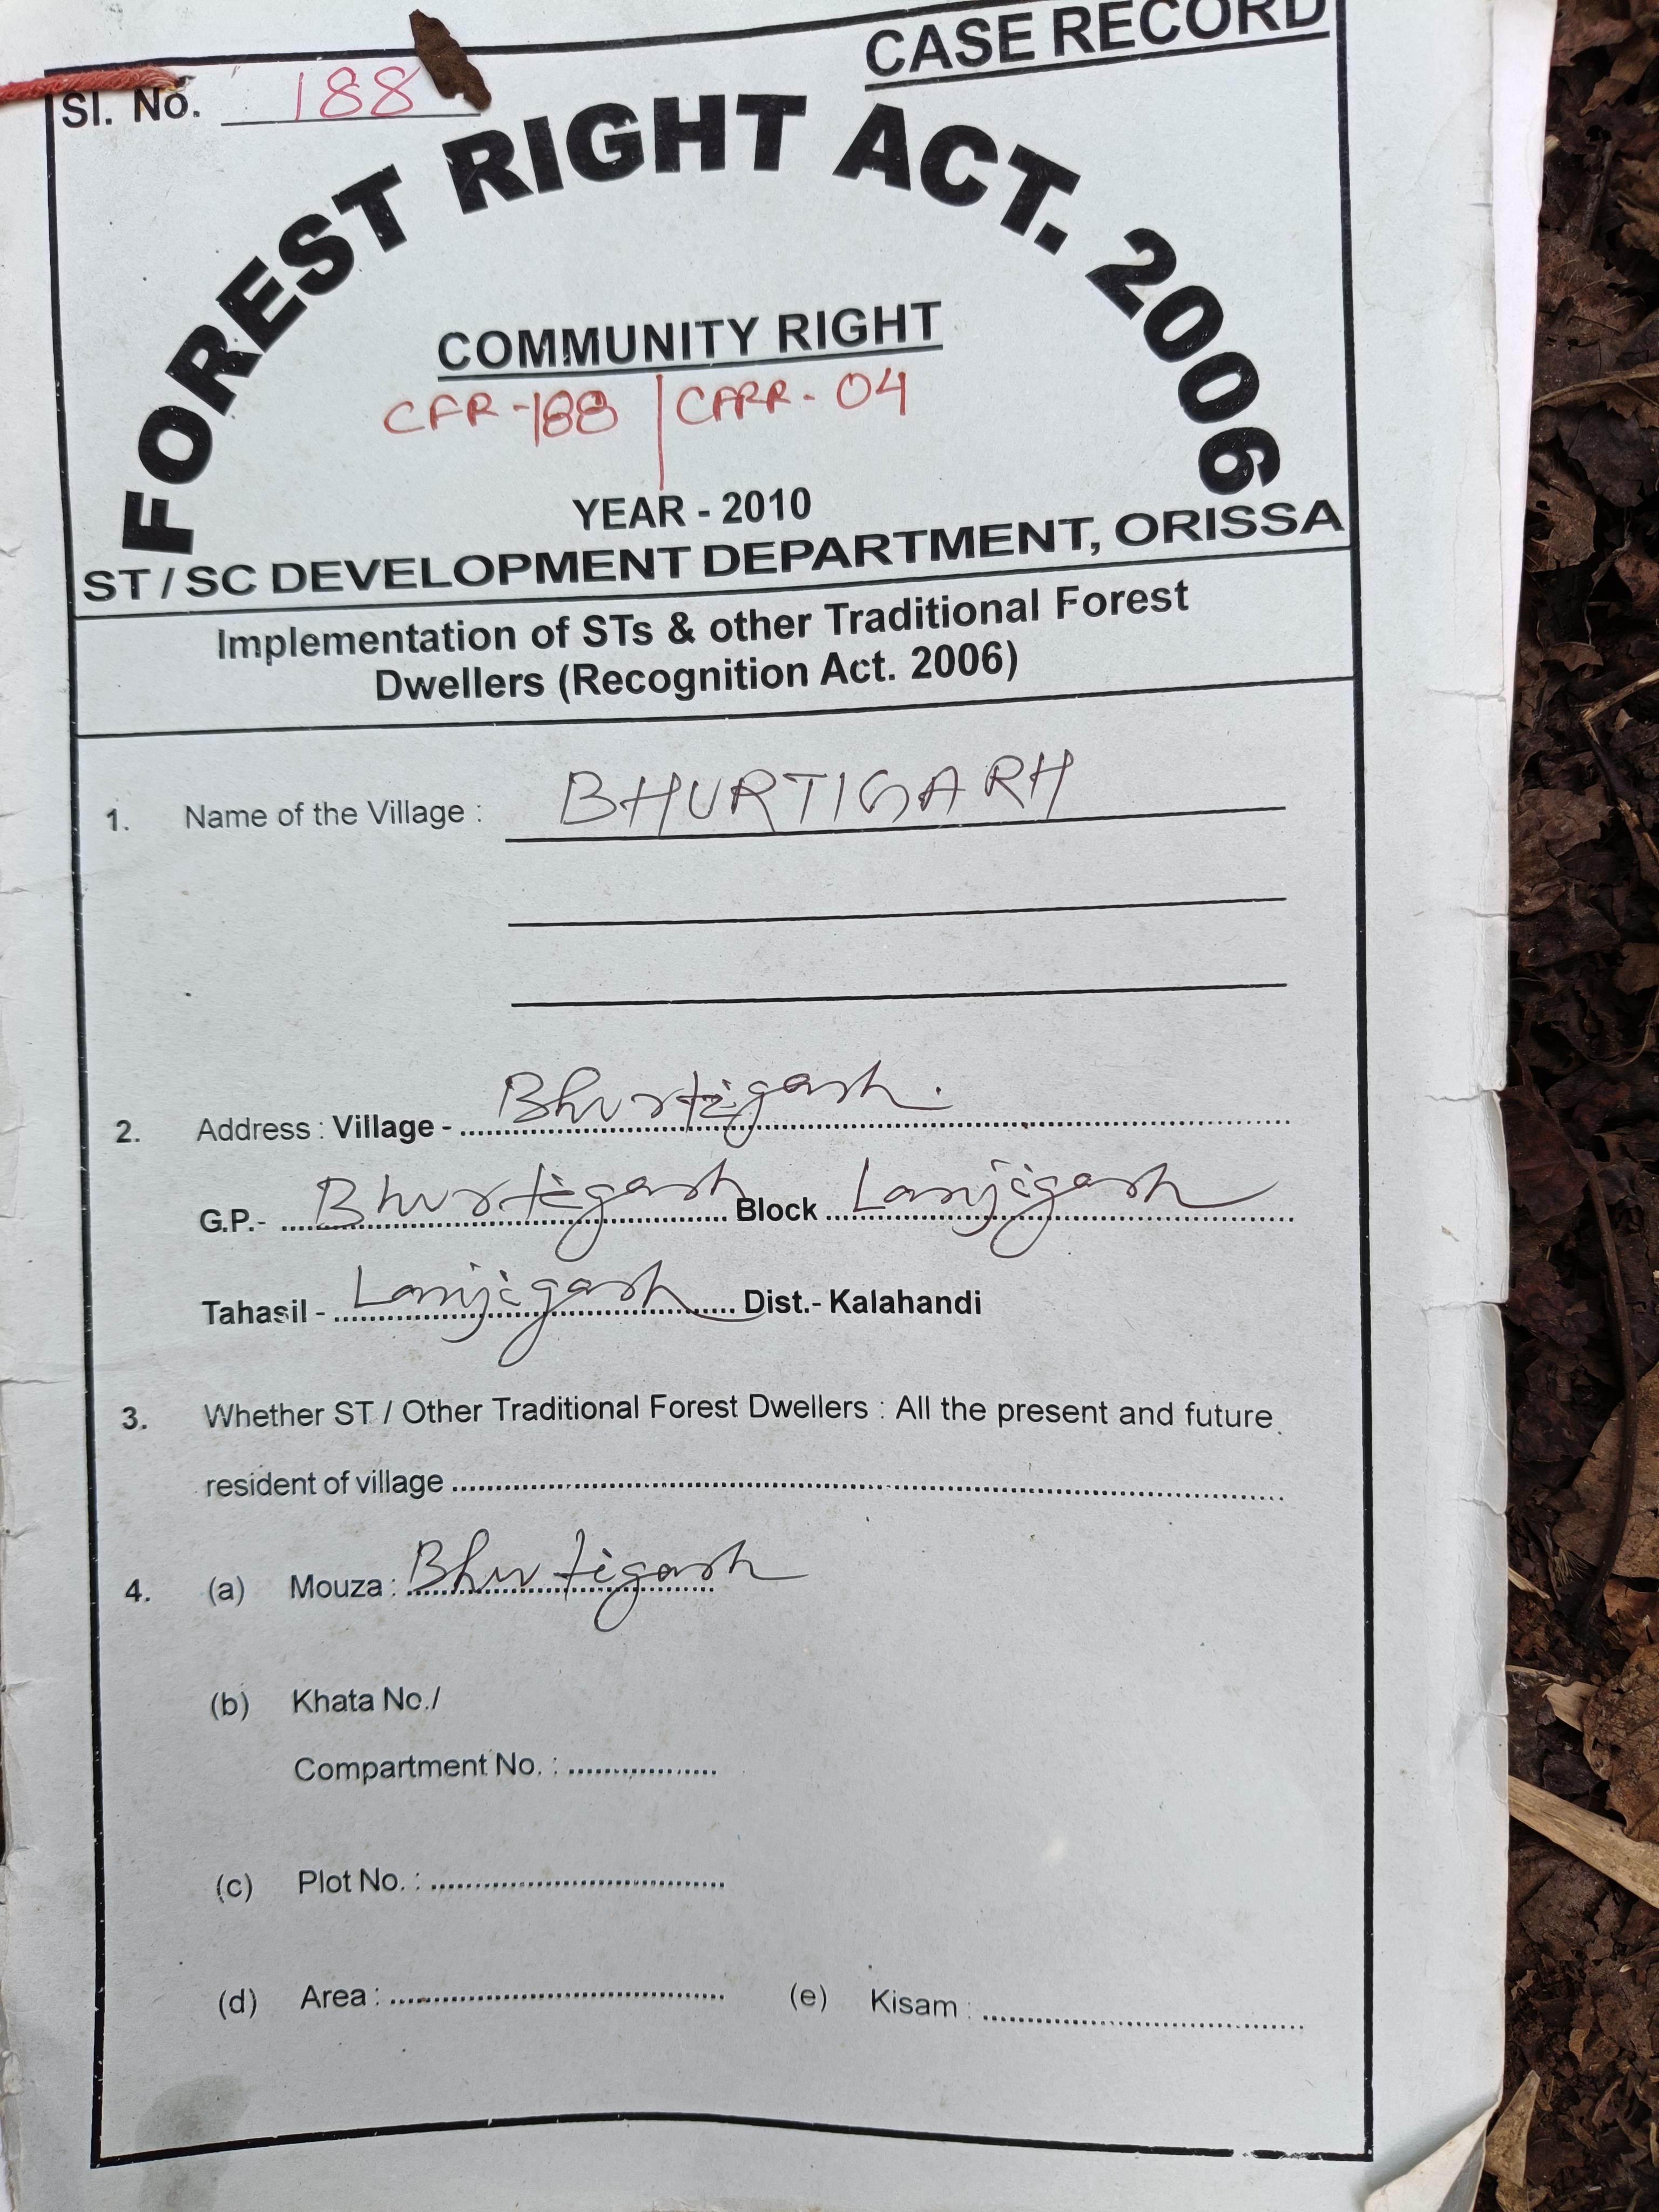 CASE RECORD
Sl. No. 188
FOREST RIGHT ACT. 2006
COMMUNITY RIGHT
CFR-188 | CFRR-04
YEAR - 2010
ST / SC DEVELOPMENT DEPARTMENT, ORISSA
Implementation of STs & other Traditional Forest
Dwellers (Recognition Act. 2006)
1. Name of the Village : BHURTIGARH
2. Address : Village - Bhurtigarh.
G.P.- Bhurtigarh Block Lanjigarh
Tahasil - Lanjigarh Dist.- Kalahandi
3. Whether ST / Other Traditional Forest Dwellers : All the present and future
resident of village
4. (a) Mouza : Bhurtigarh
(b) Khata No./
Compartment No. :
(c) Plot No. :
(d) Area : (e) Kisam :